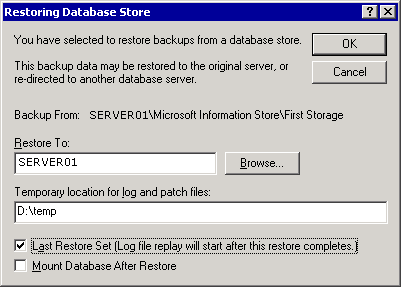 Restoring Database Store
You have selected to restore backups from a database store.
OK
This backup data may be restored to the original server, or
re-directed to another database server.
Cancel
Backup From: SERVER01\Microsoft Information Store\First Storage
Restore To:
SERVER01
Browse...
Temporary location for log and patch files:
D:\temp
Last Restore Set (Log file replay will start after this restore completes.)
Mount Database After Restore